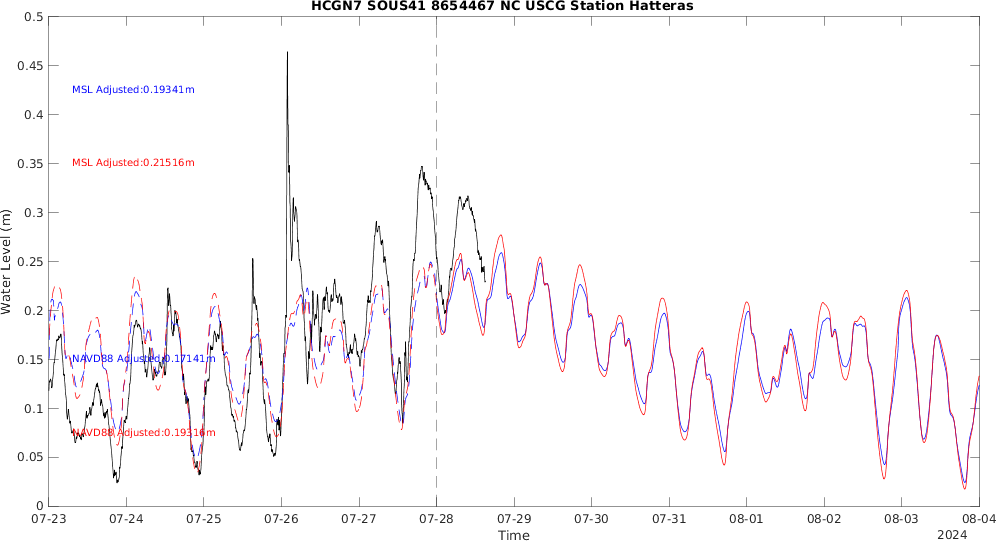 HCGN7 SOUS41 8654467 NC USCG Station Hatteras
0.5
0.45
0.4
0.35
0.3
0.25
0.2
0.15
0.1
0.05
0
Water Level (m)
MSL Adjusted:0.19341m
MSL Adjusted:0.21516m
NAVD88 Adjusted:0.17141m
NAVD88 Adjusted:0.19316m
07-23 07-24 07-25 07-26 07-27 07-28 07-29 07-30 07-31 08-01 08-02 08-03 08-04
Time
2024